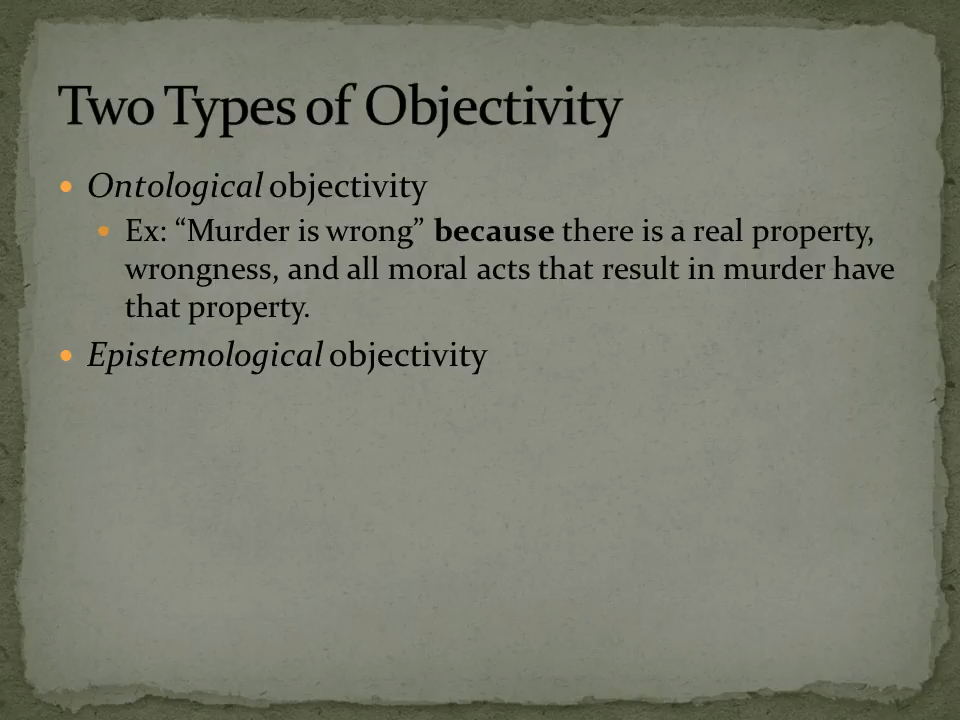 Two Types of Objectivity
• Ontological objectivity
• Ex: “Murder is wrong” because there is a real property,
wrongness, and all moral acts that result in murder have
that property.
• Epistemological objectivity